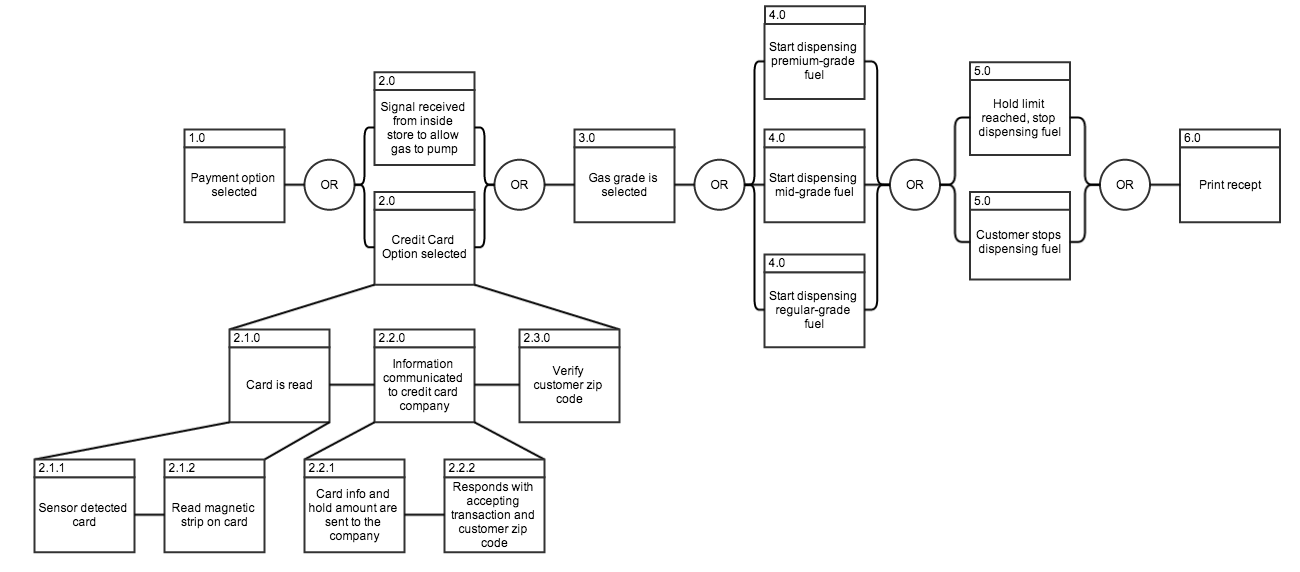 4.0
Start dispensing
premium-grade
fuel
5.0
Hold limit
reached, stop
dispensing fuel
2.0
Signal received
from inside
store to allow
gas to pump
1.0
Payment option
selected
OR
OR
3.0
Gas grade is
selected
OR
4.0
Start dispensing
mid-grade fuel
OR
OR
6.0
Print recept
2.0
Credit Card
Option selected
5.0
Customer stops
dispensing fuel
4.0
Start dispensing
regular-grade
fuel
2.1.0
Card is read
2.2.0
Information
communicated
to credit card
company
2.3.0
Verify
customer zip
code
2.1.1
Sensor detected
card
2.1.2
Read magnetic
strip on card
2.2.1
Card info and
hold amount are
sent to the
company
2.2.2
Responds with
accepting
transaction and
customer zip
code